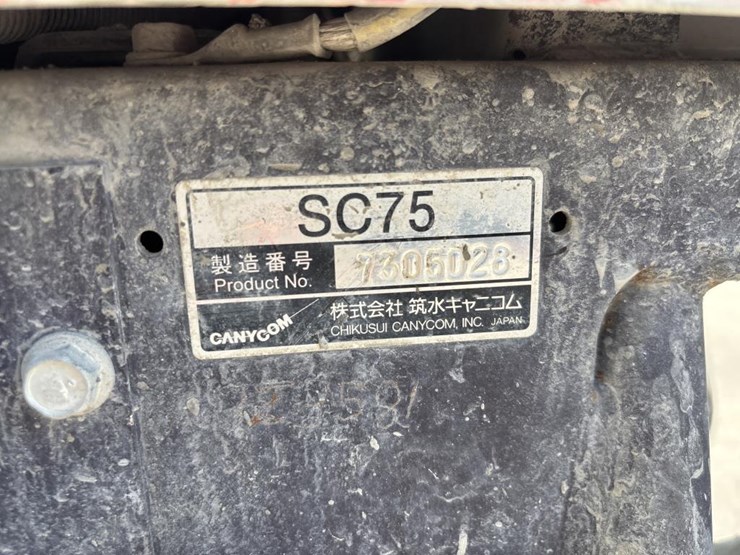 SC75
製造番号 7305028
Product No.
CANYCOM 株式会社 筑水キャニコム
CHIKUSUI CANYCOM, INC. JAPAN